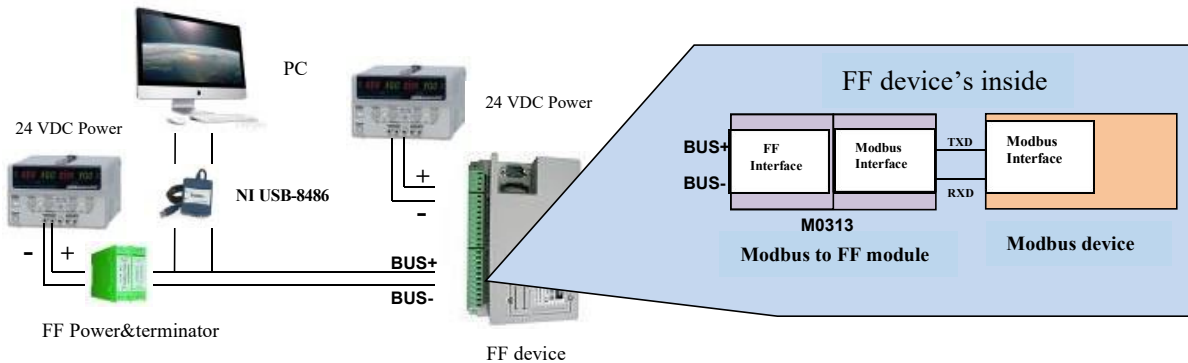 PC
24 VDC Power
24 VDC Power
NI USB-8486
+
-
-
+
BUS+
BUS-
FF Power&terminator
FF device
FF device's inside
BUS+
BUS-
FF
Interface
Modbus
Interface
TXD
RXD
Modbus
Interface
M0313
Modbus to FF module
Modbus device